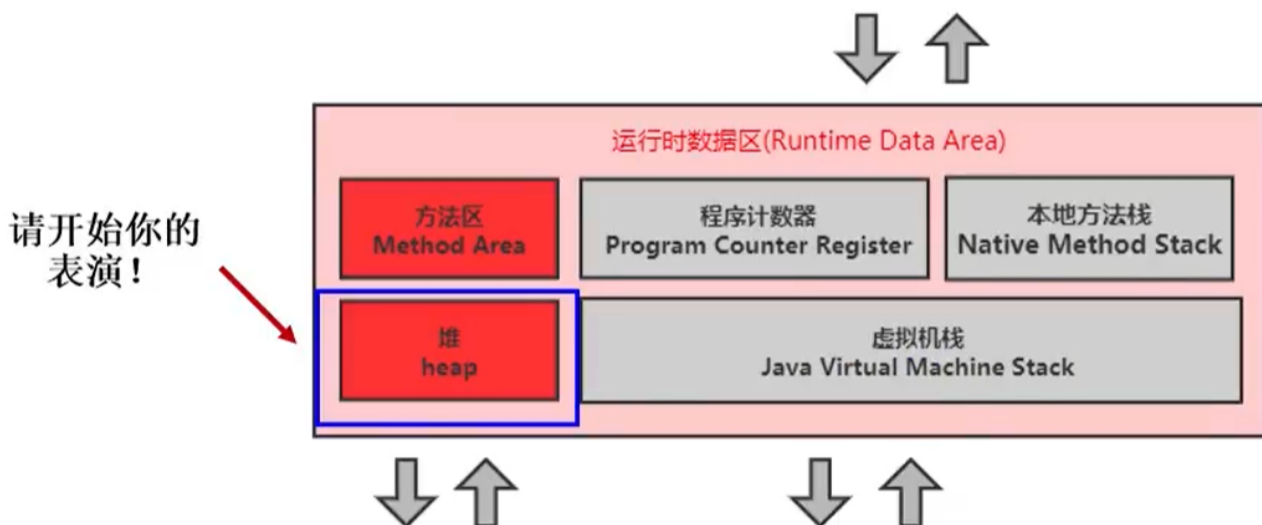 运行时数据区(Runtime Data Area)
方法区
Method Area
程序计数器
Program Counter Register
本地方法栈
Native Method Stack
请开始你的
表演！
堆
heap
虚拟机栈
Java Virtual Machine Stack